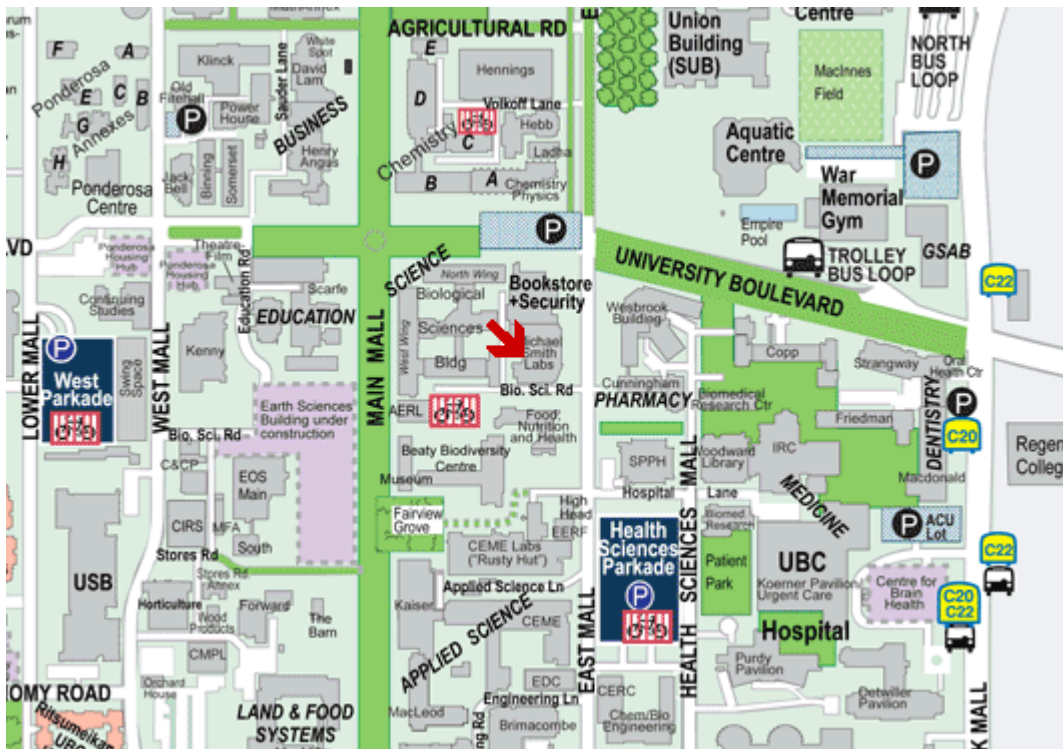 AGRICULTURAL RD
Union
Building
(SUB)
Centre
NORTH
BUS
LOOP
MacInnes
Field
F
A
E
C
B
G
H
Ponderosa
Annexes
Ponderosa
Centre
Klinck
Old
Firehall
Power
House
P
Jack
Bell
Binning
Somerset
Sauder Lane
White
Spot
David
Lam
BUSINESS
Henry
Angus
E
D
Hennings
Volkoff Lane
Chemistry
C
Hebb
Ladha
B
A
Chemistry
Physics
P
Aquatic
Centre
War
Memorial
Gym
P
Empire
Pool
TROLLEY
BUS LOOP
GSAB
UNIVERSITY BOULEVARD
C22
LVD
Ponderosa
Housing
Hub
Ponderosa
Housing
Hub
Theatre-
Film
Education Rd
Scarfe
EDUCATION
Continuing
Studies
Kenny
LOWER MALL
WEST MALL
MAIN MALL
P
West
Parkade
Swing
Space
SCIENCE
North Wing
Biological
Sciences
Bldg
West Wing
Bookstore
+Security
Michael
Smith
Labs
Bio. Sci. Rd
Wesbrook
Building
Copp
Strangway
Oral
Health Ctr
Cunningham
PHARMACY
Biomedical
Research Ctr
Friedman
DENTISTRY
P
C20
Regen
Colleg
Earth Sciences
Building under
construction
AERL
Food,
Nutrition
and Health
Beaty Biodiversity
Centre
Museum
Bio. Sci. Rd
C&CP
EOS
Main
CIRS
MFA
South
Stores Rd
Stores Rd
Annex
SPPH
Woodward
Library
IRC
Macdonald
MEDICINE
Hospital
Lane
HEALTH SCIENCES MALL
Fairview
Grove
High
Head
EERF
CEME Labs
("Rusty Hut")
Health
Sciences
Parkade
P
Biomed
Research
Patient
Park
UBC
Koerner Pavilion/
Urgent Care
Hospital
P
ACU
Lot
Centre for
Brain
Health
C22
C20
C22
USB
Horticulture
Wood
Products
Forward
The
Barn
CMPL
Orchard
House
Applied Science Ln
Kaiser
CEME
APPLIED SCIENCE
EDC
Engineering Ln
MacLeod
Brimacombe
EAST MALL
CERC
Chem/Bio
Engineering
Purdy
Pavilion
Detwiller
Pavilion
K MALL
OMY ROAD
Ritsumeikan
UBC
LAND & FOOD
SYSTEMS
ng Rd